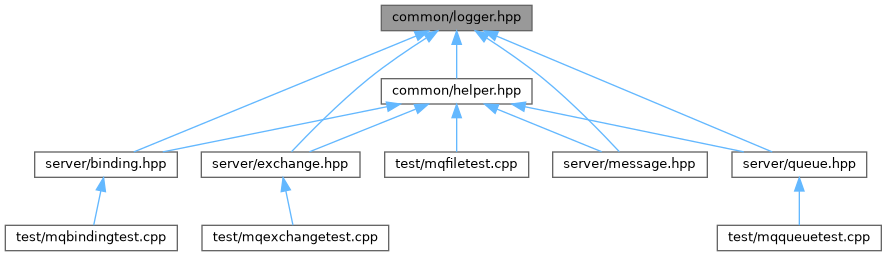 common/logger.hpp
common/helper.hpp
server/binding.hpp
server/exchange.hpp
test/mqfiletest.cpp
server/message.hpp
server/queue.hpp
test/mqbindingtest.cpp
test/mqexchangetest.cpp
test/mqqueuetest.cpp